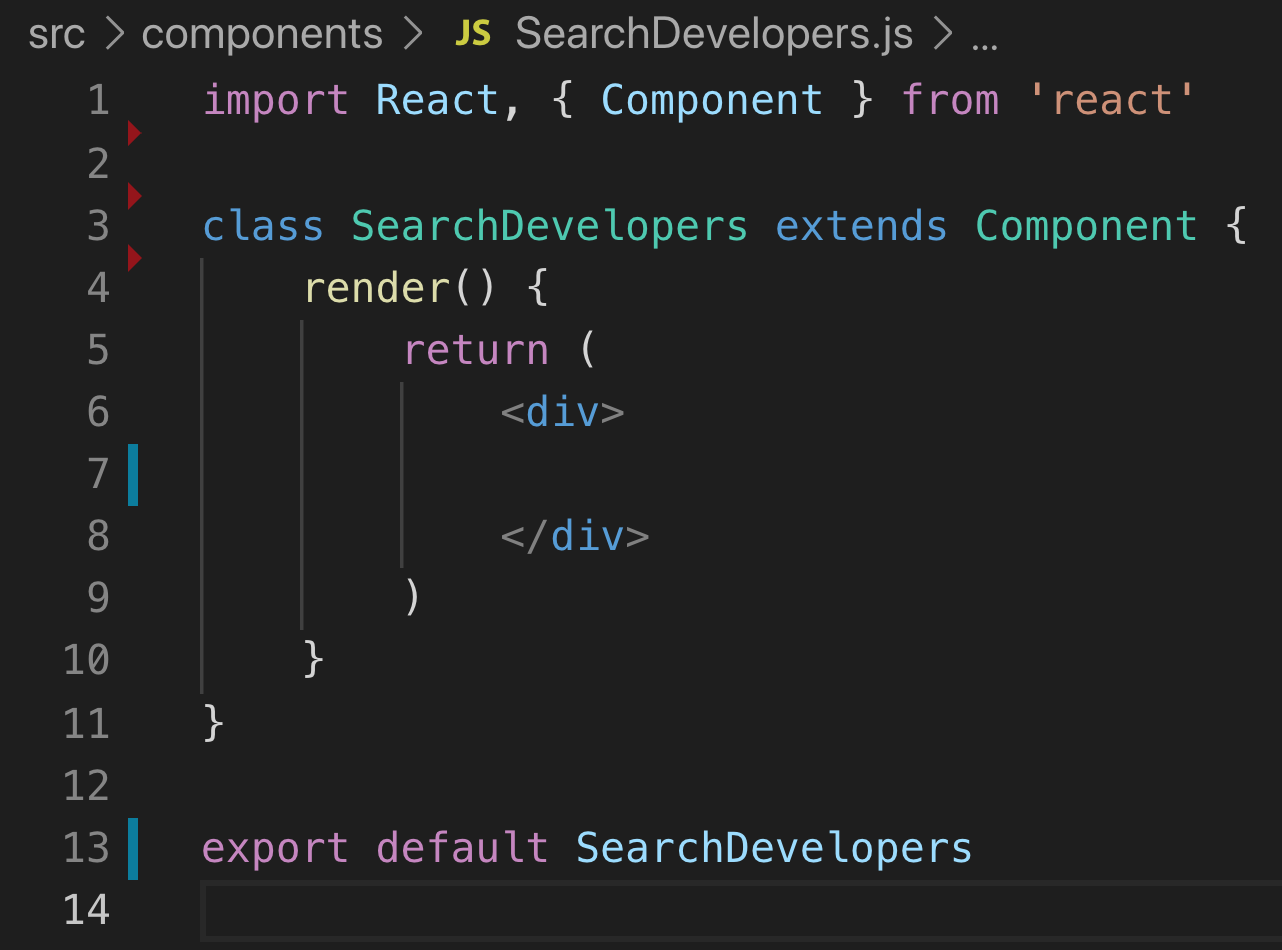 src > components > JS SearchDevelopers.js > ...
1 import React, { Component } from 'react'
2
3 class SearchDevelopers extends Component {
4     render() {
5         return (
6             <div>
7
8             </div>
9         )
10     }
11 }
12
13 export default SearchDevelopers
14